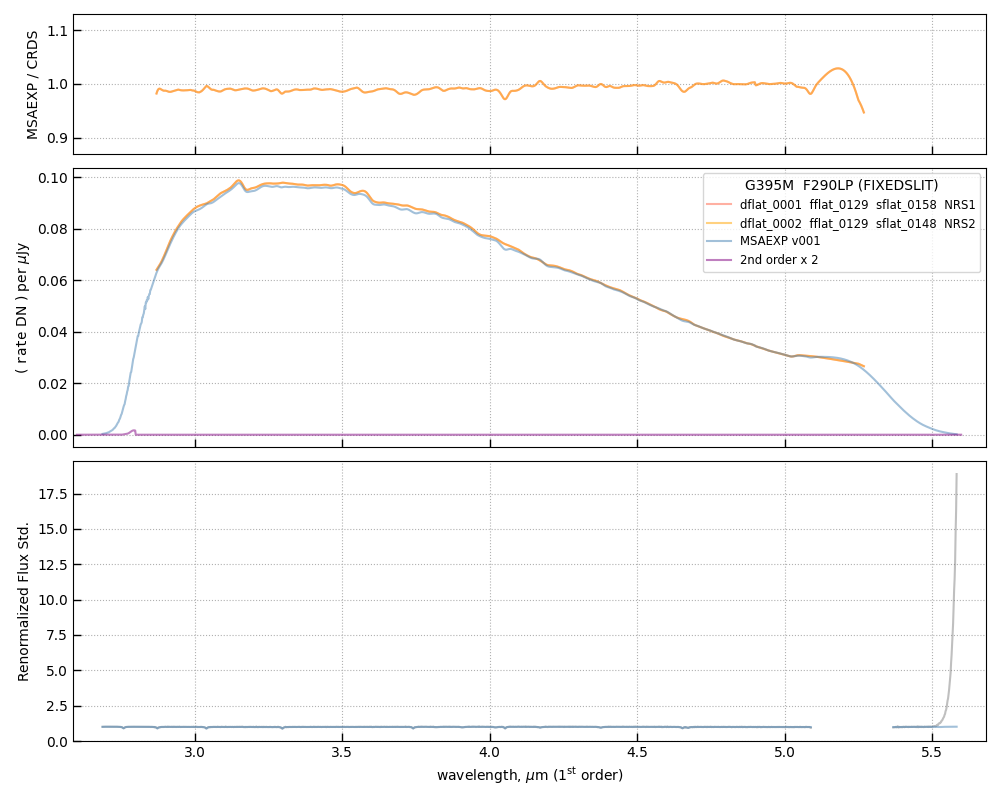 1.1
1.0
0.9
MSAEXP / CRDS
0.10
0.08
0.06
0.04
0.02
0.00
( rate DN ) per μJy
G395M  F290LP (FIXEDSLIT)
dflat_0001  fflat_0129  sflat_0158  NRS1
dflat_0002  fflat_0129  sflat_0148  NRS2
MSAEXP v001
2nd order x 2
17.5
15.0
12.5
10.0
7.5
5.0
2.5
0.0
Renormalized Flux Std.
3.0 3.5 4.0 4.5 5.0 5.5
wavelength, μm (1st order)